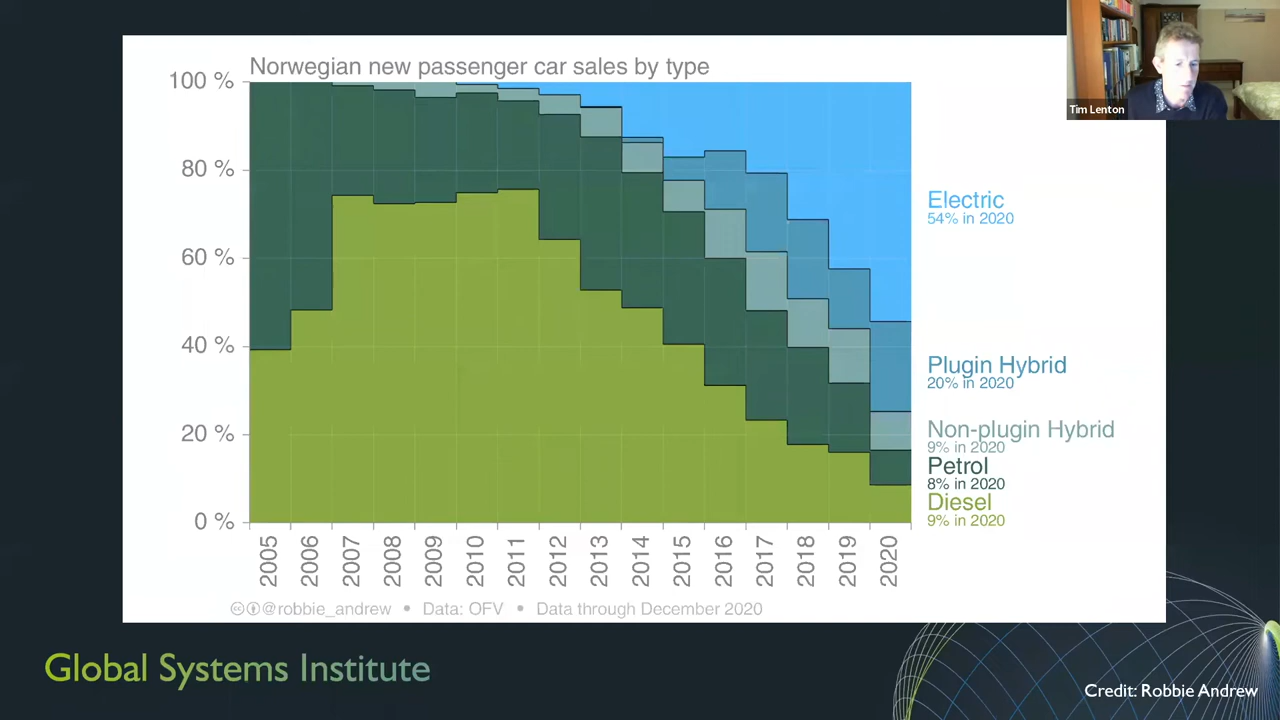 Norwegian new passenger car sales by type
100 %
80 %
60 %
40 %
20 %
0 %
2005
2006
2007
2008
2009
2010
2011
2012
2013
2014
2015
2016
2017
2018
2019
2020
Electric
54% in 2020
Plugin Hybrid
20% in 2020
Non-plugin Hybrid
9% in 2020
Petrol
8% in 2020
Diesel
9% in 2020
@robbie_andrew • Data: OFV • Data through December 2020
Tim Lenton
Global Systems Institute
Credit: Robbie Andrew